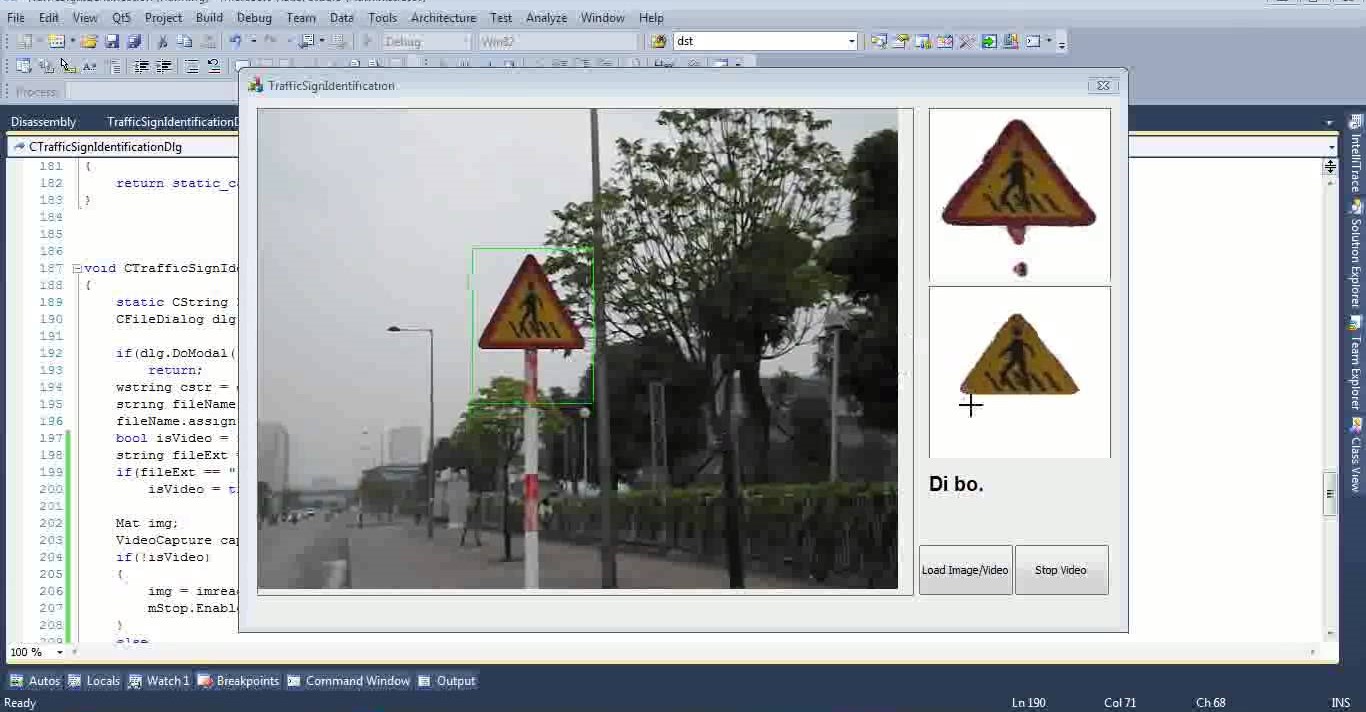 File Edit View Qt5 Project Build Debug Team Data Tools Architecture Test Analyze Window Help
Debug Win32 dst
Process:
TrafficSignIdentification
Disassembly TrafficSignIdentificationD
CTrafficSignIdentificationDlg
181 {
182 return static_c
183 }
184
185
186
187 void CTrafficSignIde
188 {
189 static CString
190 CFileDialog dlg
191
192 if(dlg.DoModal(
193 return;
194 wstring cstr =
195 string fileName
196 fileName.assign
197 bool isVideo =
198 string fileExt
199 if(fileExt == "
200 isVideo = t
201
202 Mat img;
203 VideoCapture cap
204 if(!isVideo)
205 {
206 img = imread
207 mStop.Enabl
208 }
209 else
Di bo.
Load Image/Video Stop Video
IntelliTrace
Solution Explorer
Team Explorer
Class View
100 %
Autos Locals Watch 1 Breakpoints Command Window Output
Ready Ln 190 Col 71 Ch 68 INS